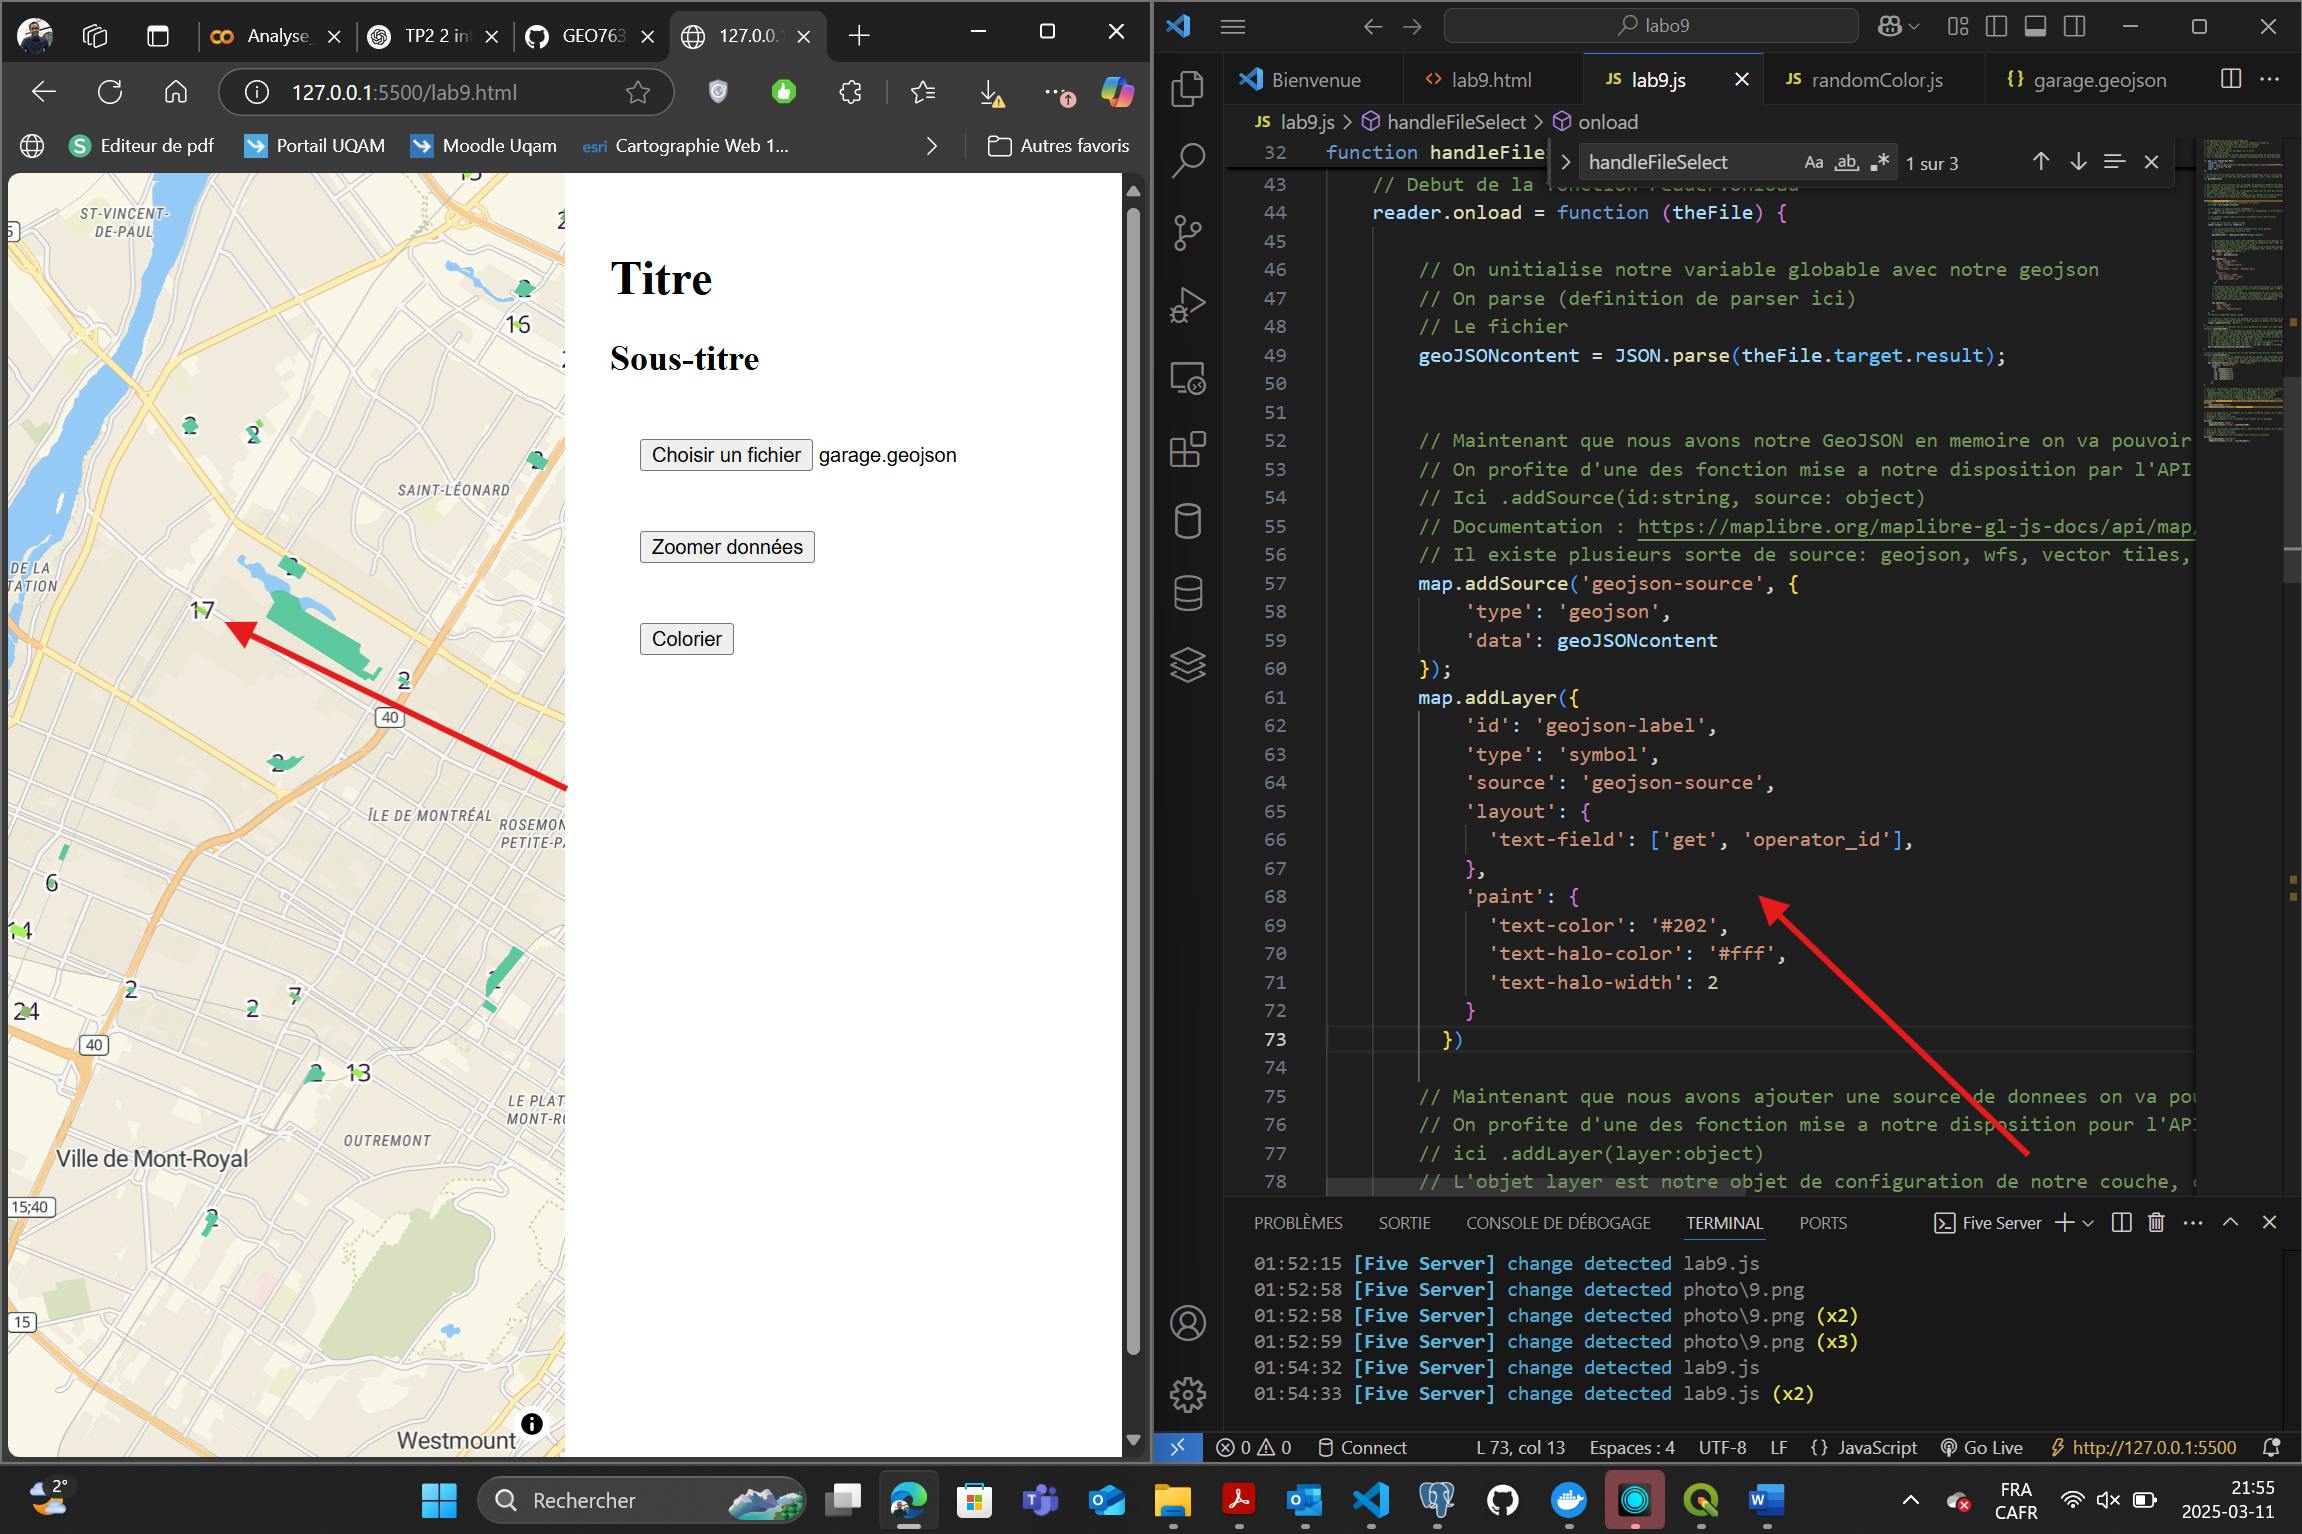 Analyse_
TP2 2 in
GEO763
127.0.0.
127.0.0.1:5500/lab9.html
Editeur de pdf
Portail UQAM
Moodle Uqam
esri Cartographie Web 1...
Autres favoris
ST-VINCENT-
DE-PAUL
2
16
2
2
2
SAINT-LÉONARD
DE LA
2
17
2
40
2
ÎLE DE MONTRÉAL
ROSEMON
PETITE-PA
6
14
2
2
7
2
24
40
2
13
LE PLAT
MONT-RO
OUTREMONT
Ville de Mont-Royal
15;40
2
15
Westmount
Titre
Sous-titre
Choisir un fichier garage.geojson
Zoomer données
Colorier
labo9
Bienvenue
lab9.html
JS lab9.js
JS randomColor.js
{} garage.geojson
JS lab9.js > handleFileSelect > onload
handleFileSelect
Aa ab .* 1 sur 3
32 function handleFile
43 // Debut de la fonction reader.onload
44 reader.onload = function (theFile) {
45
46 // On unitialise notre variable globable avec notre geojson
47 // On parse (definition de parser ici)
48 // Le fichier
49 geoJSONcontent = JSON.parse(theFile.target.result);
50
51
52 // Maintenant que nous avons notre GeoJSON en memoire on va pouvoir
53 // On profite d'une des fonction mise a notre disposition par l'API
54 // Ici .addSource(id:string, source: object)
55 // Documentation : https://maplibre.org/maplibre-gl-js-docs/api/map/
56 // Il existe plusieurs sorte de source: geojson, wfs, vector tiles,
57 map.addSource('geojson-source', {
58 'type': 'geojson',
59 'data': geoJSONcontent
60 });
61 map.addLayer({
62 'id': 'geojson-label',
63 'type': 'symbol',
64 'source': 'geojson-source',
65 'layout': {
66 'text-field': ['get', 'operator_id'],
67 },
68 'paint': {
69 'text-color': '#202',
70 'text-halo-color': '#fff',
71 'text-halo-width': 2
72 }
73 })
74
75 // Maintenant que nous avons ajouter une source de donnees on va pou
76 // On profite d'une des fonction mise a notre disposition pour l'API
77 // ici .addLayer(layer:object)
78 // L'objet layer est notre objet de configuration de notre couche,
PROBLÈMES SORTIE CONSOLE DE DÉBOGAGE TERMINAL PORTS
Five Server
01:52:15 [Five Server] change detected lab9.js
01:52:58 [Five Server] change detected photo\9.png
01:52:58 [Five Server] change detected photo\9.png (x2)
01:52:59 [Five Server] change detected photo\9.png (x3)
01:54:32 [Five Server] change detected lab9.js
01:54:33 [Five Server] change detected lab9.js (x2)
0 0 Connect L 73, col 13 Espaces : 4 UTF-8 LF {} JavaScript Go Live http://127.0.0.1:5500
2°
Rechercher
FRA
CAFR
21:55
2025-03-11